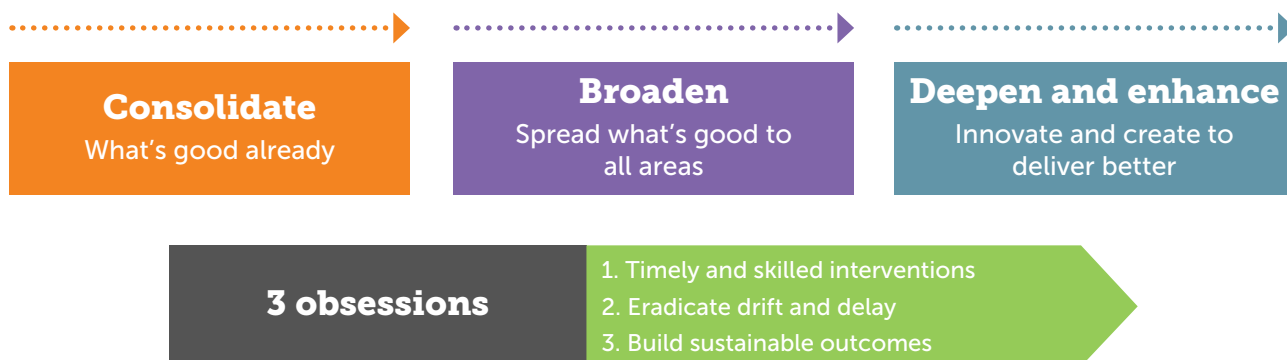 Consolidate
What's good already
Broaden
Spread what's good to
all areas
Deepen and enhance
Innovate and create to
deliver better
3 obsessions
1. Timely and skilled interventions
2. Eradicate drift and delay
3. Build sustainable outcomes